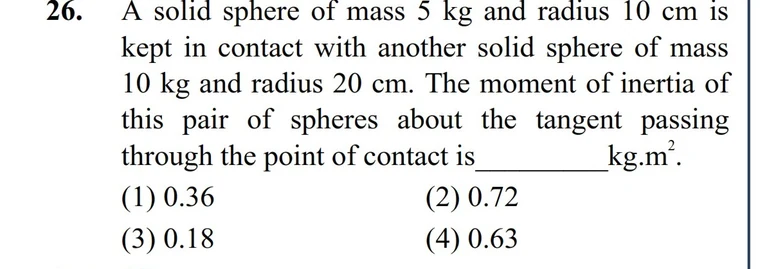 26. A solid sphere of mass 5 kg and radius 10 cm is
kept in contact with another solid sphere of mass
10 kg and radius 20 cm. The moment of inertia of
this pair of spheres about the tangent passing
through the point of contact is__________kg.m².
(1) 0.36 (2) 0.72
(3) 0.18 (4) 0.63